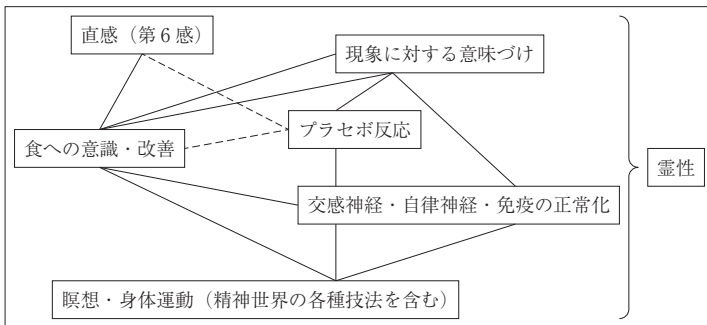 直感（第６感）
現象に対する意味づけ
プラセボ反応
食への意識・改善
霊性
交感神経・自律神経・免疫の正常化
瞑想・身体運動（精神世界の各種技法を含む）